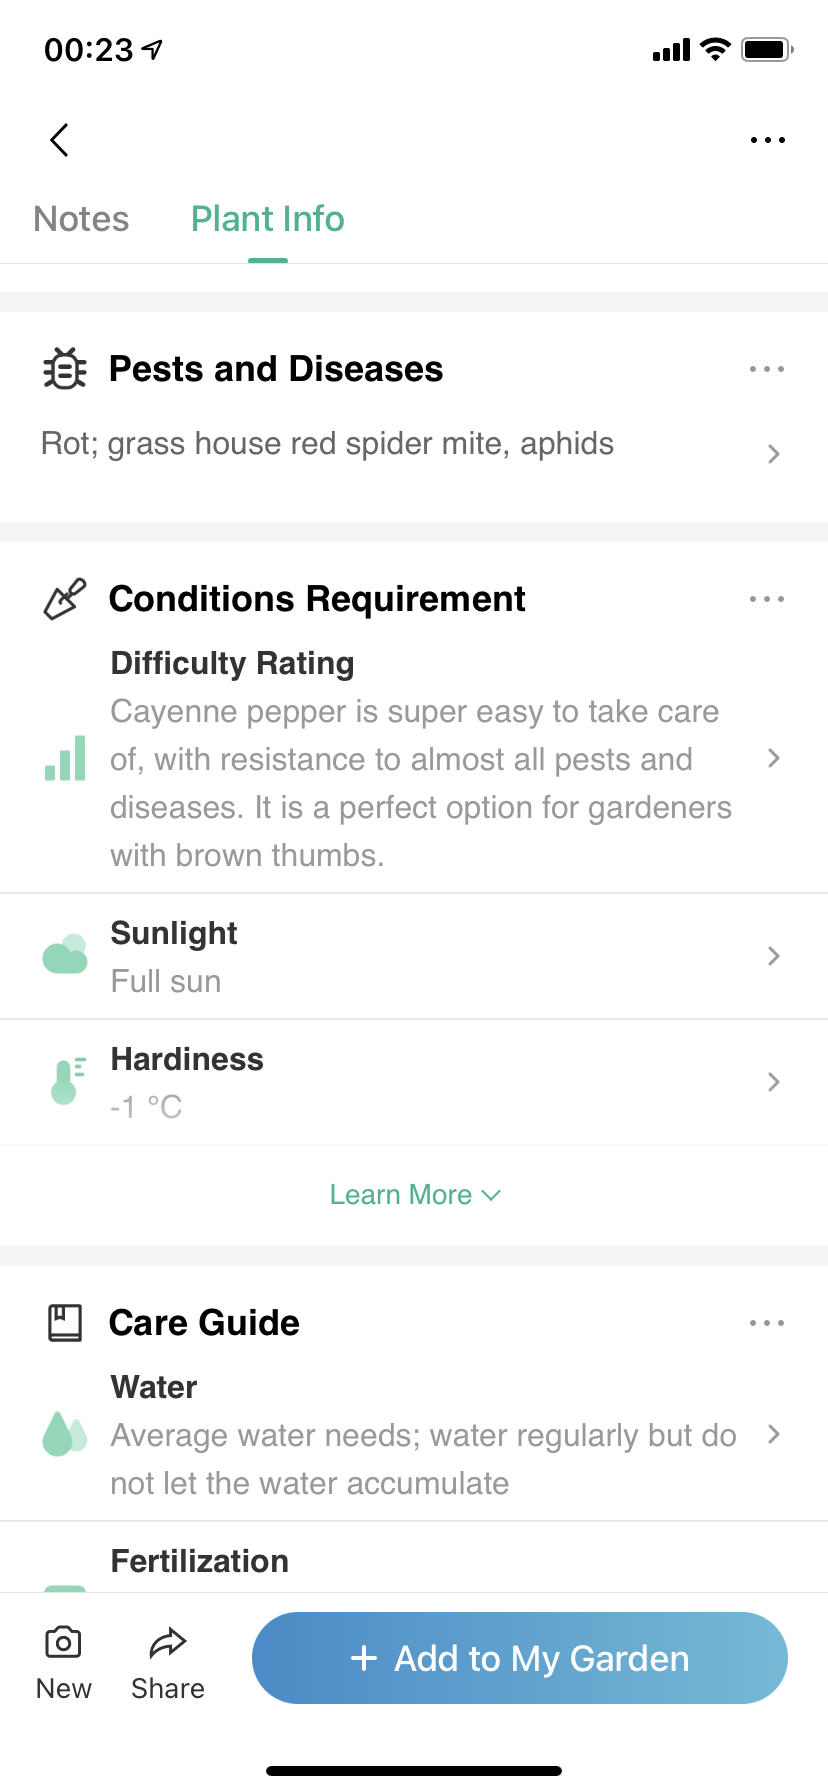 00:23
Notes Plant Info
Pests and Diseases
Rot; grass house red spider mite, aphids
Conditions Requirement
Difficulty Rating
Cayenne pepper is super easy to take care
of, with resistance to almost all pests and
diseases. It is a perfect option for gardeners
with brown thumbs.
Sunlight
Full sun
Hardiness
-1 °C
Learn More
Care Guide
Water
Average water needs; water regularly but do
not let the water accumulate
Fertilization
New Share + Add to My Garden